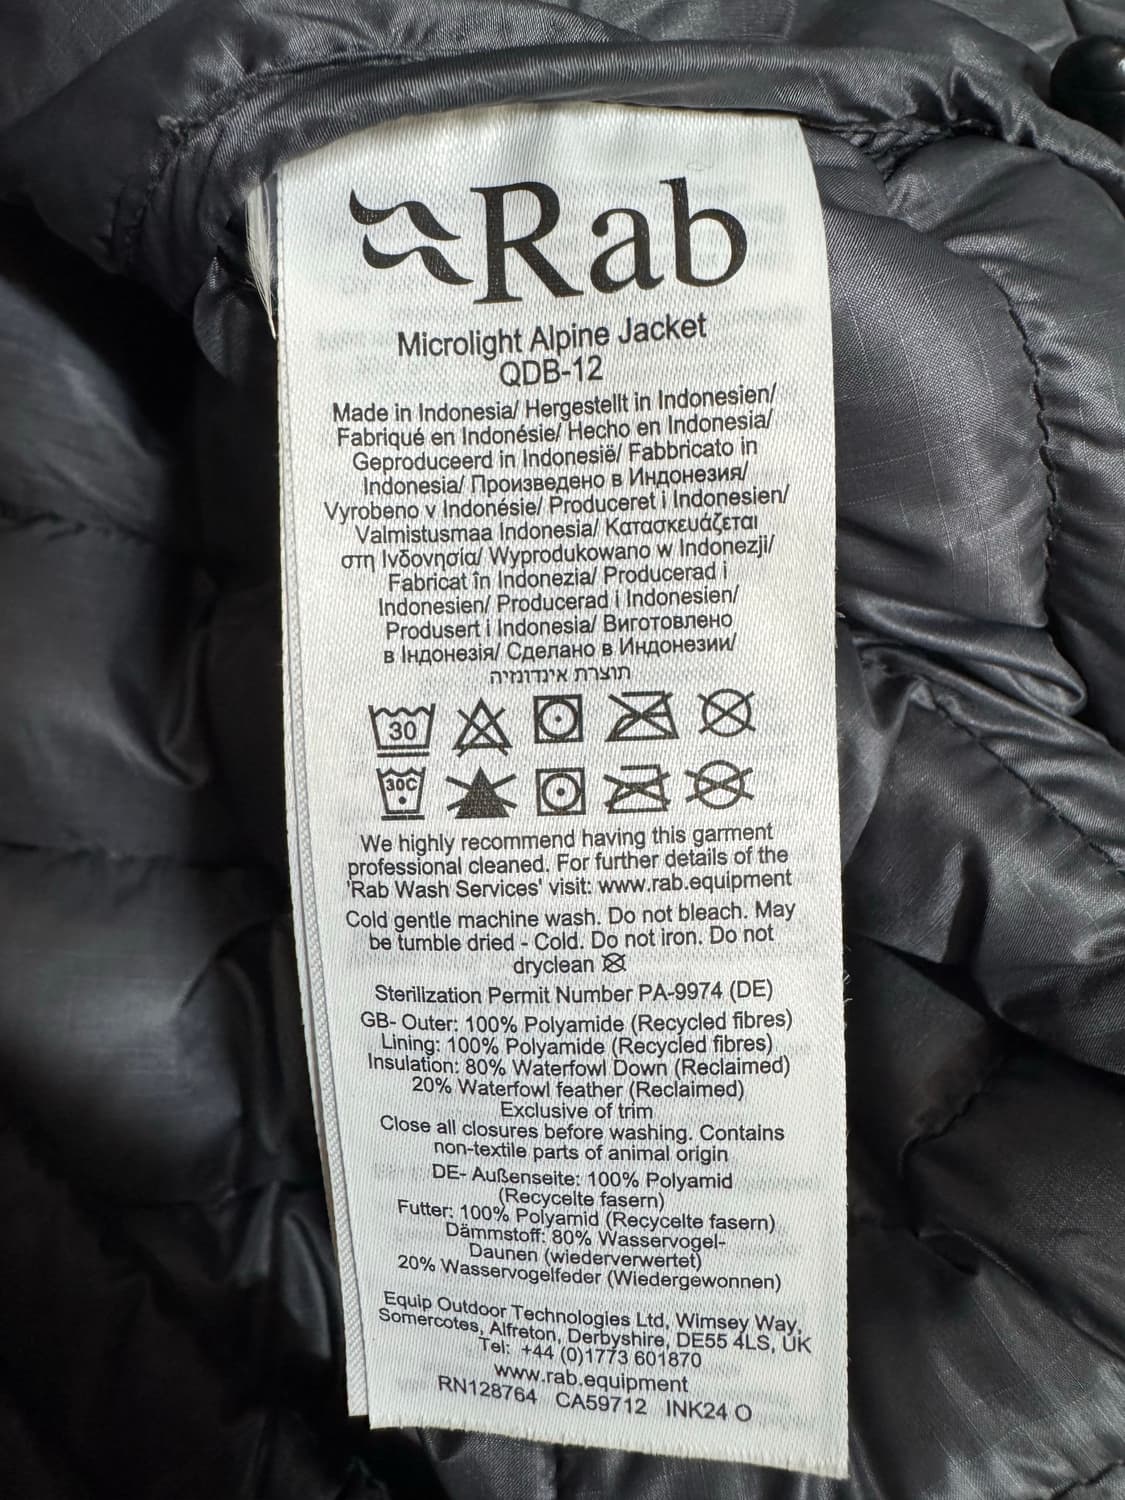 Rab
Microlight Alpine Jacket
QDB-12
Made in Indonesia/ Hergestellt in Indonesien/
Fabriqué en Indonésie/ Hecho en Indonesia/
Geproduceerd in Indonesië/ Fabbricato in
Indonesia/ Произведено в Индонезия/
Vyrobeno v Indonésie/ Produceret i Indonesien/
Valmistusmaa Indonesia/ Κατασκευάζεται
στη Ινδονησία/ Wyprodukowano w Indonezji/
Fabricat în Indonezia/ Producerad i
Indonesien/ Producerad i Indonesien/
Produsert i Indonesia/ Виготовлено
в Індонезія/ Сделано в Индонезии/
תוצרת אינדונזיה
30
30C
We highly recommend having this garment
professional cleaned. For further details of the
'Rab Wash Services' visit: www.rab.equipment
Cold gentle machine wash. Do not bleach. May
be tumble dried - Cold. Do not iron. Do not
dryclean
Sterilization Permit Number PA-9974 (DE)
GB- Outer: 100% Polyamide (Recycled fibres)
Lining: 100% Polyamide (Recycled fibres)
Insulation: 80% Waterfowl Down (Reclaimed)
20% Waterfowl feather (Reclaimed)
Exclusive of trim
Close all closures before washing. Contains
non-textile parts of animal origin
DE- Außenseite: 100% Polyamid
(Recycelte fasern)
Futter: 100% Polyamid (Recycelte fasern)
Dämmstoff: 80% Wasservogel-
Daunen (wiederverwertet)
20% Wasservogelfeder (Wiedergewonnen)
Equip Outdoor Technologies Ltd, Wimsey Way,
Somercotes, Alfreton, Derbyshire, DE55 4LS, UK
Tel: +44 (0)1773 601870
www.rab.equipment
RN128764 CA59712 INK24 O